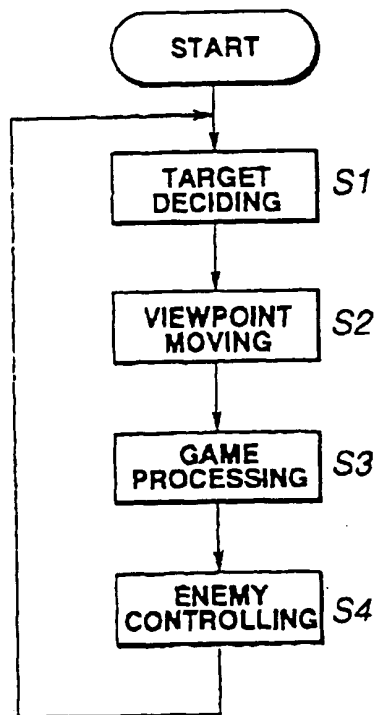 START
TARGET
DECIDING
S1
VIEWPOINT
MOVING
S2
GAME
PROCESSING
S3
ENEMY
CONTROLLING
S4